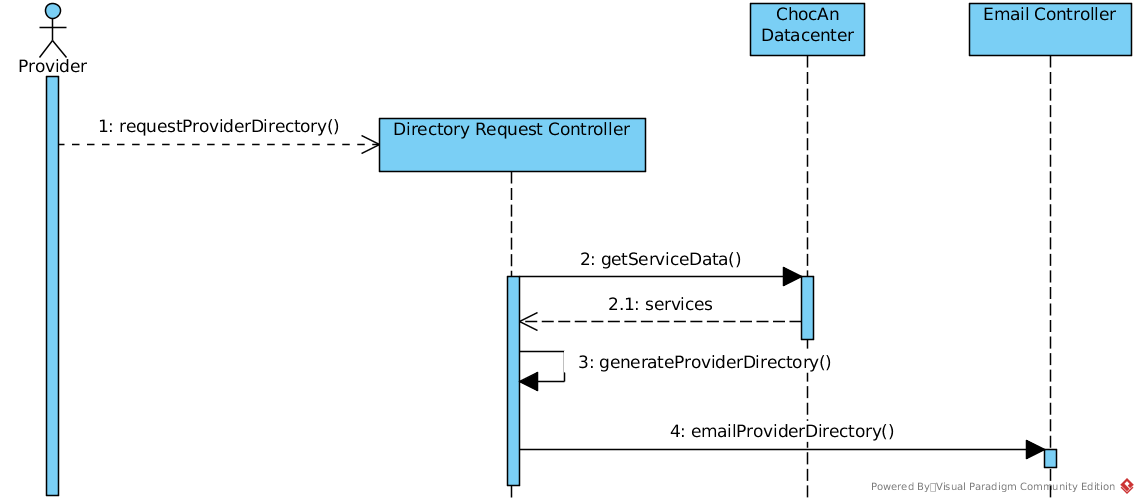 ChocAn
Datacenter
Email Controller
Provider
1: requestProviderDirectory()
Directory Request Controller
2: getServiceData()
2.1: services
3: generateProviderDirectory()
4: emailProviderDirectory()
Powered By Visual Paradigm Community Edition